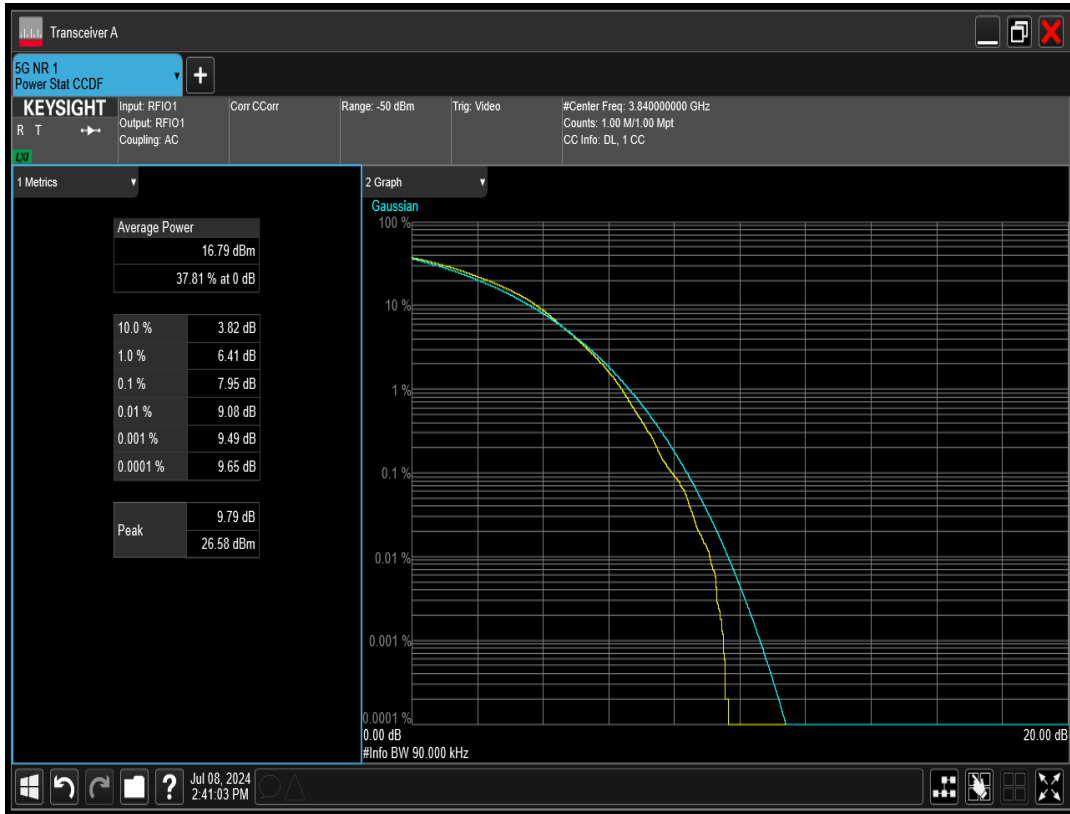 Transceiver A
5G NR 1
Power Stat CCDF
+
KEYSIGHT
R T
LXI
Input: RFIO1
Output: RFIO1
Coupling: AC
Corr CCorr
Range: -50 dBm
Trig: Video
#Center Freq: 3.840000000 GHz
Counts: 1.00 M/1.00 Mpt
CC Info: DL, 1 CC
1 Metrics
Average Power
16.79 dBm
37.81 % at 0 dB
10.0 % 3.82 dB
1.0 % 6.41 dB
0.1 % 7.95 dB
0.01 % 9.08 dB
0.001 % 9.49 dB
0.0001 % 9.65 dB
Peak
9.79 dB
26.58 dBm
2 Graph
Gaussian
100 %
10 %
1 %
0.1 %
0.01 %
0.001 %
0.0001 %
0.00 dB 20.00 dB
#Info BW 90.000 kHz
?
Jul 08, 2024
2:41:03 PM